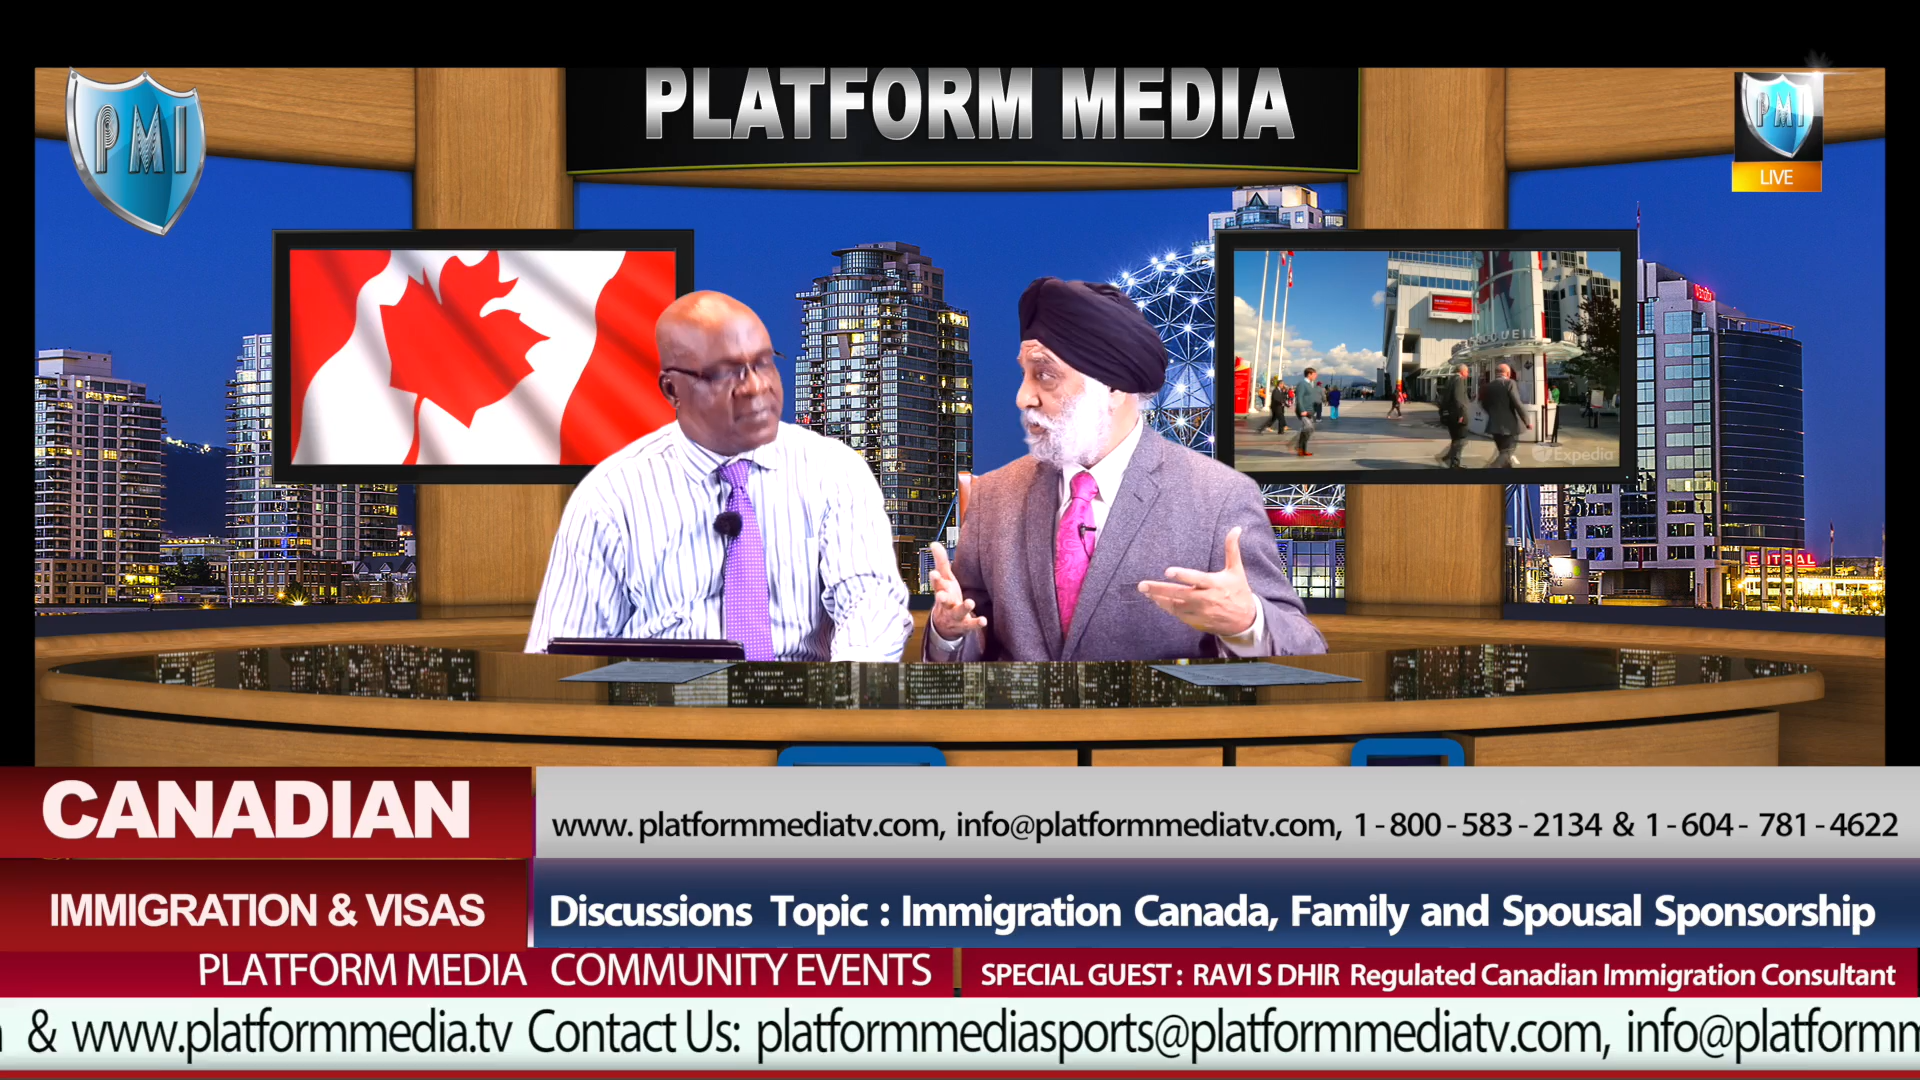 PLATFORM MEDIA
PMI
PMI
LIVE
Expedia
CANADIAN
www.platformmediatv.com, info@platformmediatv.com, 1-800-583-2134 & 1-604-781-4622
IMMIGRATION & VISAS
Discussions Topic : Immigration Canada, Family and Spousal Sponsorship
PLATFORM MEDIA COMMUNITY EVENTS
SPECIAL GUEST : RAVI S DHIR Regulated Canadian Immigration Consultant
& www.platformmedia.tv Contact Us: platformmediasports@platformmediatv.com, info@platformm